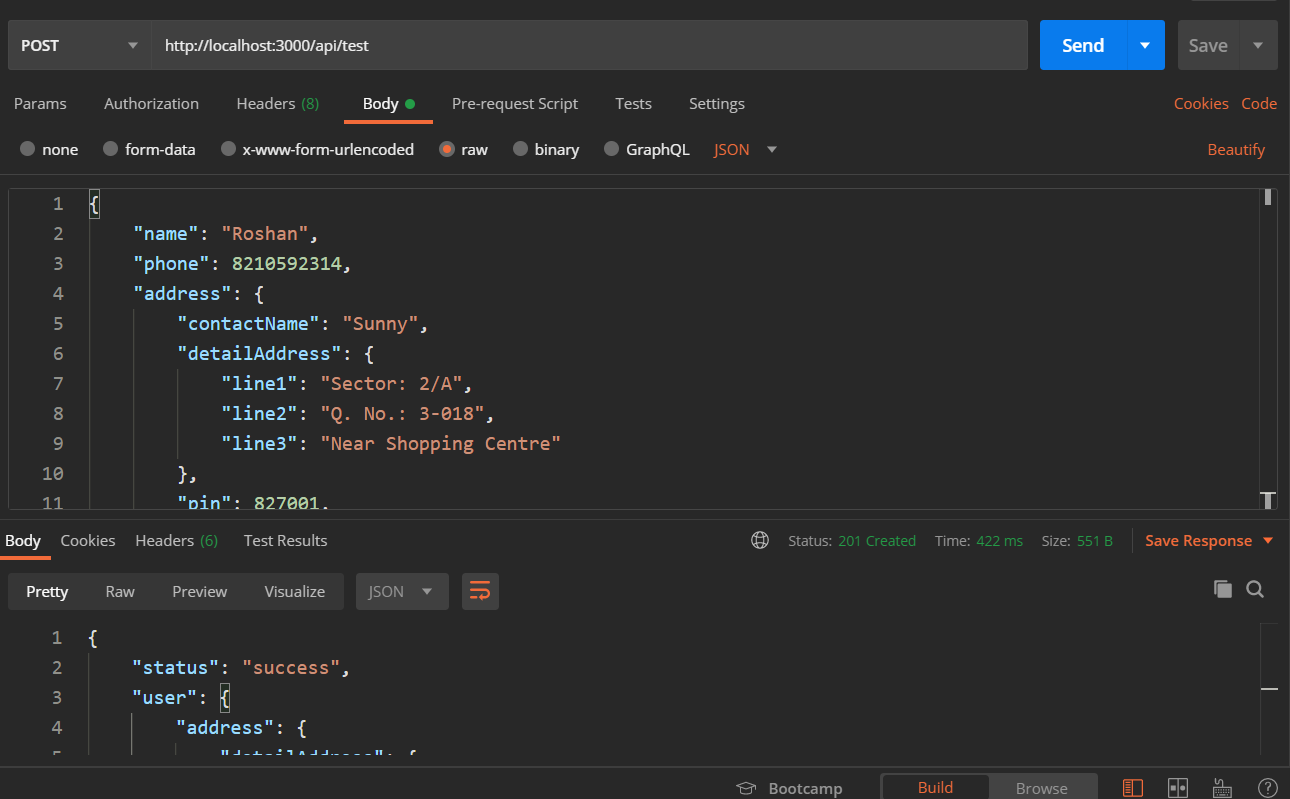 POST http://localhost:3000/api/test Send Save
Params Authorization Headers (8) Body Pre-request Script Tests Settings Cookies Code
none form-data x-www-form-urlencoded raw binary GraphQL JSON Beautify
1 {
2 "name": "Roshan",
3 "phone": 8210592314,
4 "address": {
5 "contactName": "Sunny",
6 "detailAddress": {
7 "line1": "Sector: 2/A",
8 "line2": "Q. No.: 3-018",
9 "line3": "Near Shopping Centre"
10 },
11 "pin": 827001,
Body Cookies Headers (6) Test Results Status: 201 Created Time: 422 ms Size: 551 B Save Response
Pretty Raw Preview Visualize JSON
1 {
2 "status": "success",
3 "user": {
4 "address": {
5 "detailAddress": {
Bootcamp Build Browse